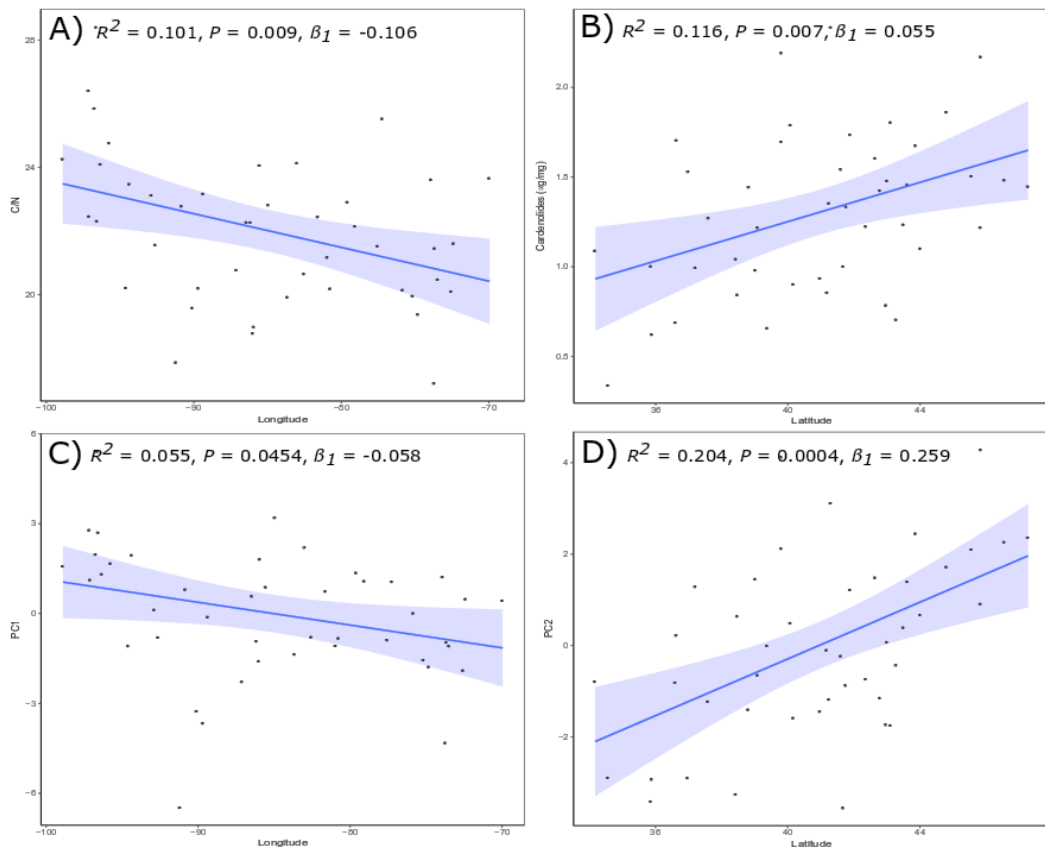 A) *R² = 0.101, P = 0.009, β₁ = -0.106
28
24
20
C/N
−100
−90
−80
−70
Longitude
B) R² = 0.116, P = 0.007, β₁ = 0.055
2.0
1.5
1.0
0.5
Cardenolides (ug/mg)
36
40
44
Latitude
C) R² = 0.055, P = 0.0454, β₁ = -0.058
6
3
0
−3
−6
PC1
−100
−90
−80
−70
Longitude
D) R² = 0.204, P = 0.0004, β₁ = 0.259
4
2
0
−2
PC2
36
40
44
Latitude